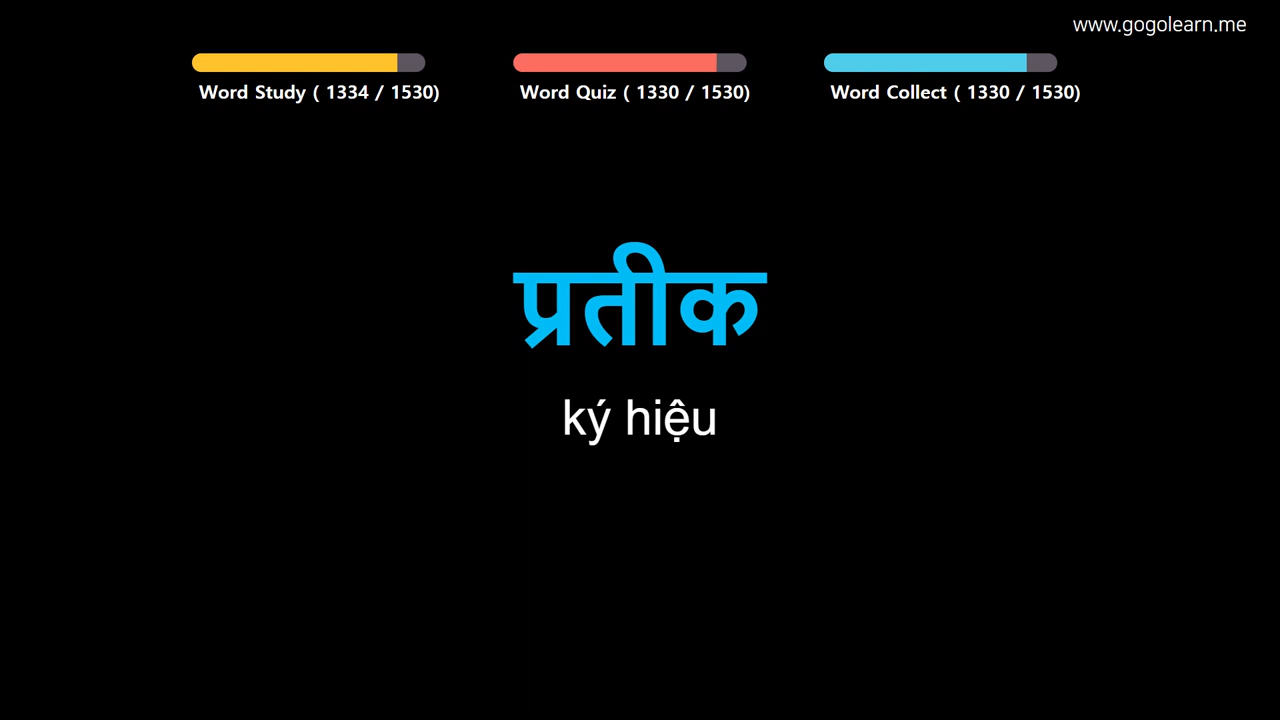 www.gogolearn.me
Word Study ( 1334 / 1530)
Word Quiz ( 1330 / 1530)
Word Collect ( 1330 / 1530)
प्रतीक
ký hiệu